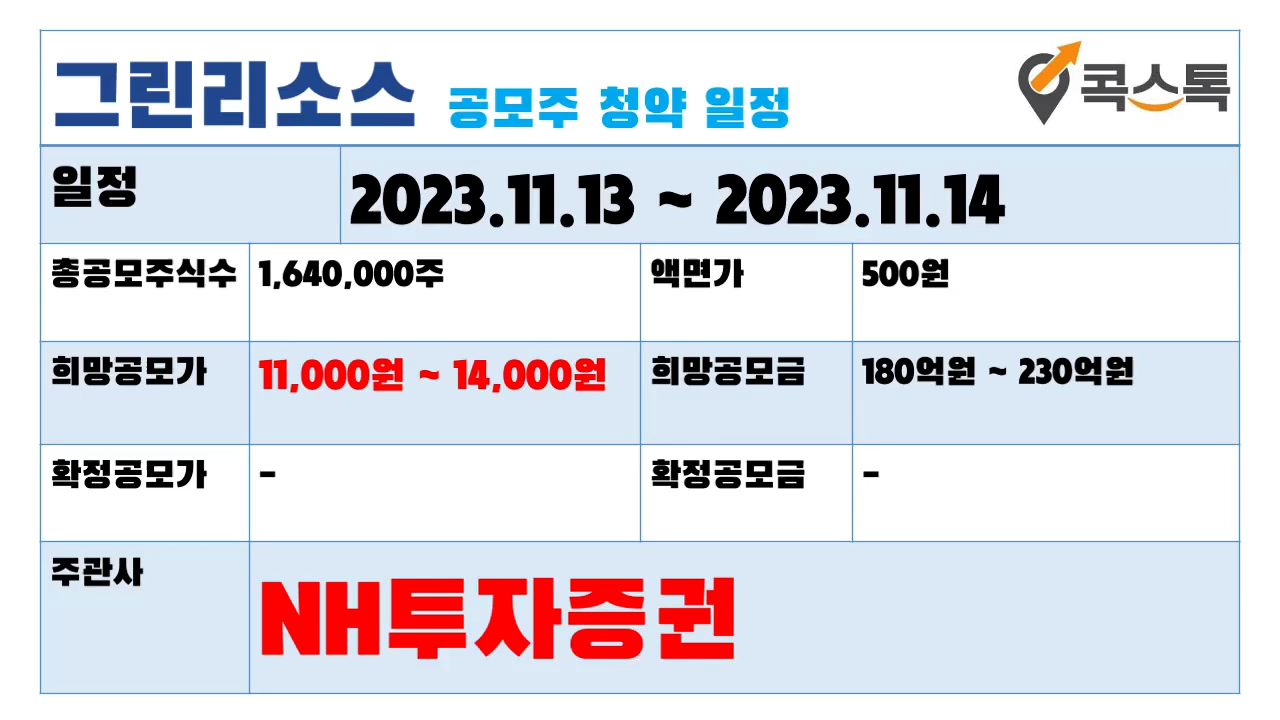 그린리소스 공모주 청약 일정
콕스톡
일정 2023.11.13 ~ 2023.11.14
총공모주식수 1,640,000주 액면가 500원
희망공모가 11,000원 ~ 14,000원 희망공모금 180억원 ~ 230억원
확정공모가 - 확정공모금 -
주관사 NH투자증권